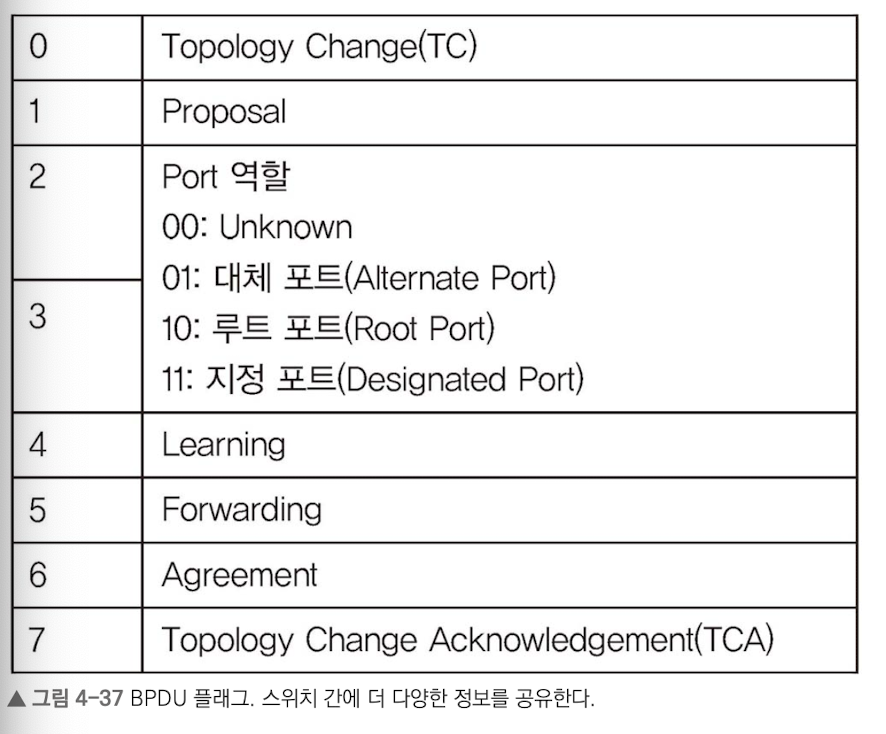 0 Topology Change(TC)
1 Proposal
2 Port 역할
00: Unknown
01: 대체 포트(Alternate Port)
3 10: 루트 포트(Root Port)
11: 지정 포트(Designated Port)
4 Learning
5 Forwarding
6 Agreement
7 Topology Change Acknowledgement(TCA)
▲ 그림 4-37 BPDU 플래그. 스위치 간에 더 다양한 정보를 공유한다.